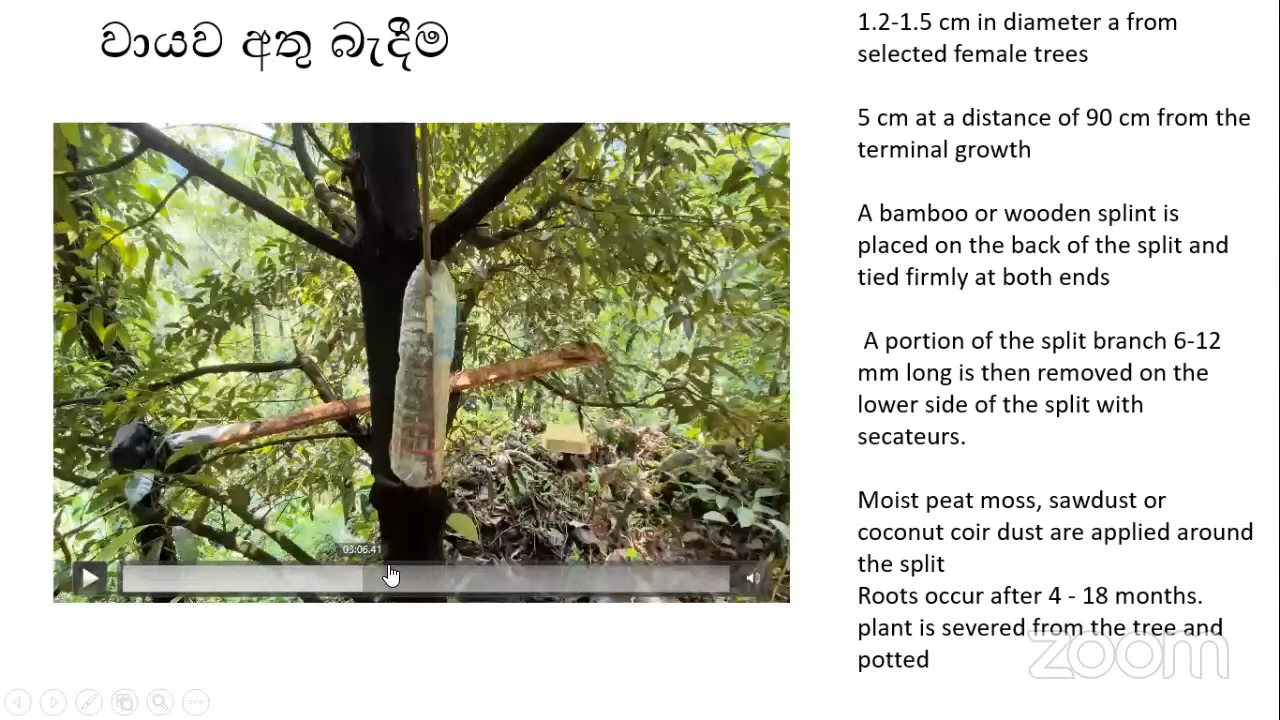 වායව අතු බැඳීම
1.2-1.5 cm in diameter a from
selected female trees
5 cm at a distance of 90 cm from the
terminal growth
A bamboo or wooden splint is
placed on the back of the split and
tied firmly at both ends
A portion of the split branch 6-12
mm long is then removed on the
lower side of the split with
secateurs.
Moist peat moss, sawdust or
coconut coir dust are applied around
the split
Roots occur after 4 - 18 months.
plant is severed from the tree and
potted
03:06.41
zoom